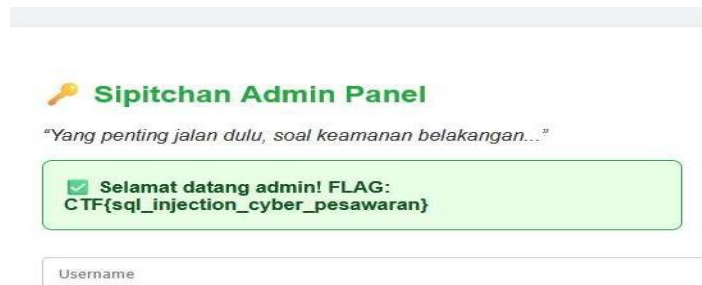 🔑 Sipitchan Admin Panel
“Yang penting jalan dulu, soal keamanan belakangan...”
✅ Selamat datang admin! FLAG:
CTF{sql_injection_cyber_pesawaran}
Username